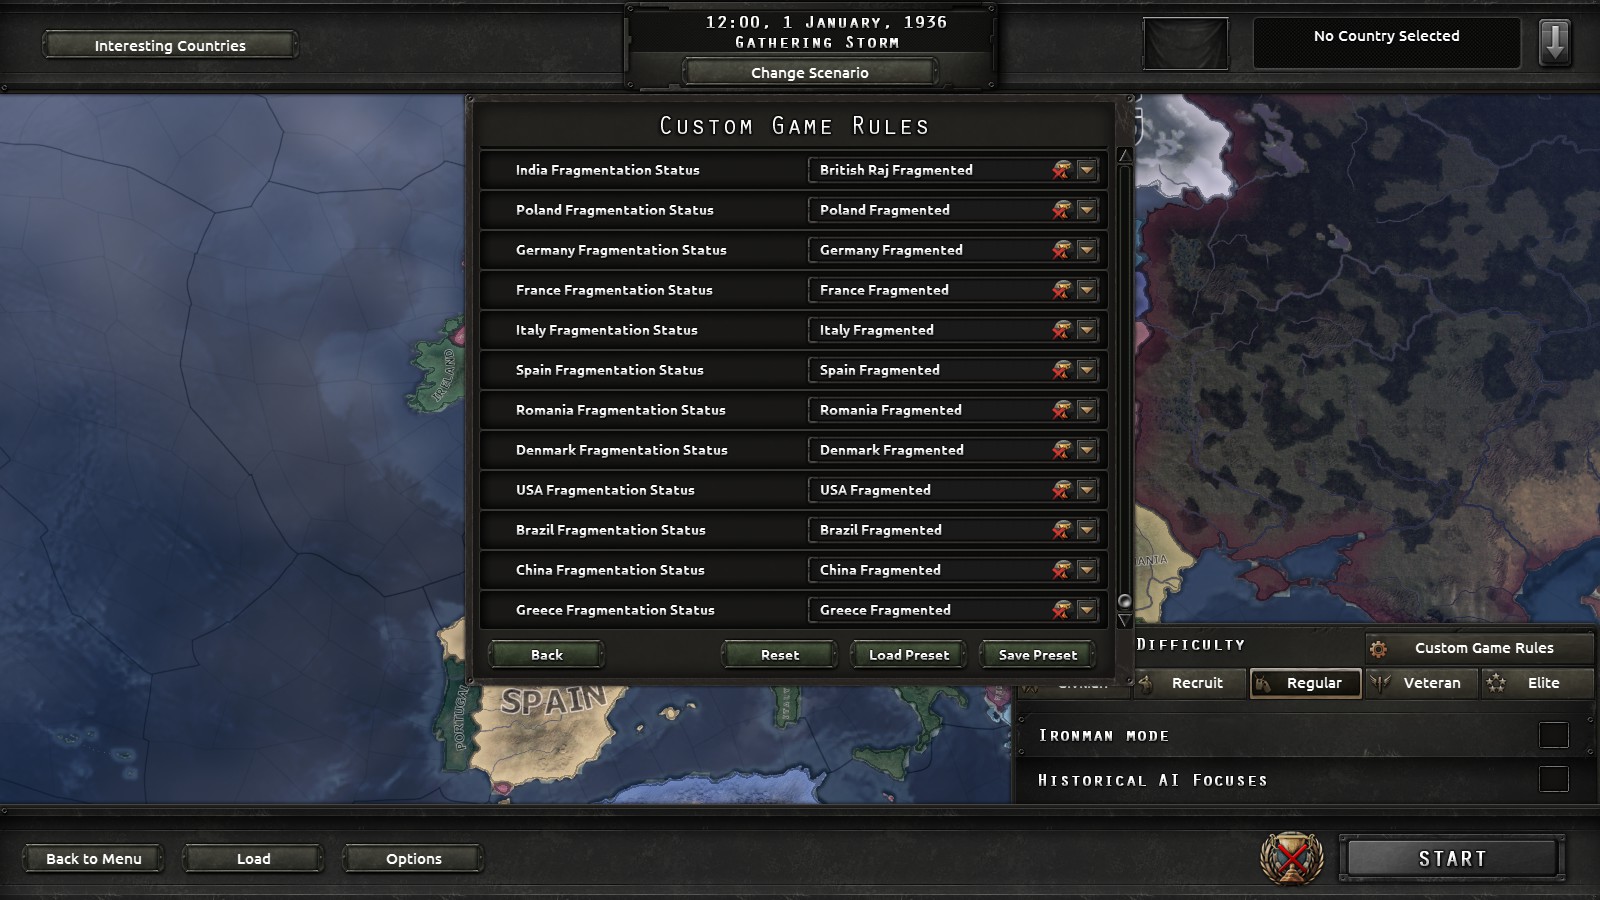 12:00, 1 January, 1936
Gathering Storm
Interesting Countries
No Country Selected
Change Scenario
Custom Game Rules
India Fragmentation Status
British Raj Fragmented
Poland Fragmentation Status
Poland Fragmented
Germany Fragmentation Status
Germany Fragmented
France Fragmentation Status
France Fragmented
Italy Fragmentation Status
Italy Fragmented
Spain Fragmentation Status
Spain Fragmented
Romania Fragmentation Status
Romania Fragmented
Denmark Fragmentation Status
Denmark Fragmented
USA Fragmentation Status
USA Fragmented
Brazil Fragmentation Status
Brazil Fragmented
China Fragmentation Status
China Fragmented
Greece Fragmentation Status
Greece Fragmented
Back
Reset
Load Preset
Save Preset
IRELAND
SPAIN
PORTUGAL
Difficulty
Custom Game Rules
Recruit
Regular
Veteran
Elite
Ironman mode
Historical AI Focuses
Back to Menu
Load
Options
START